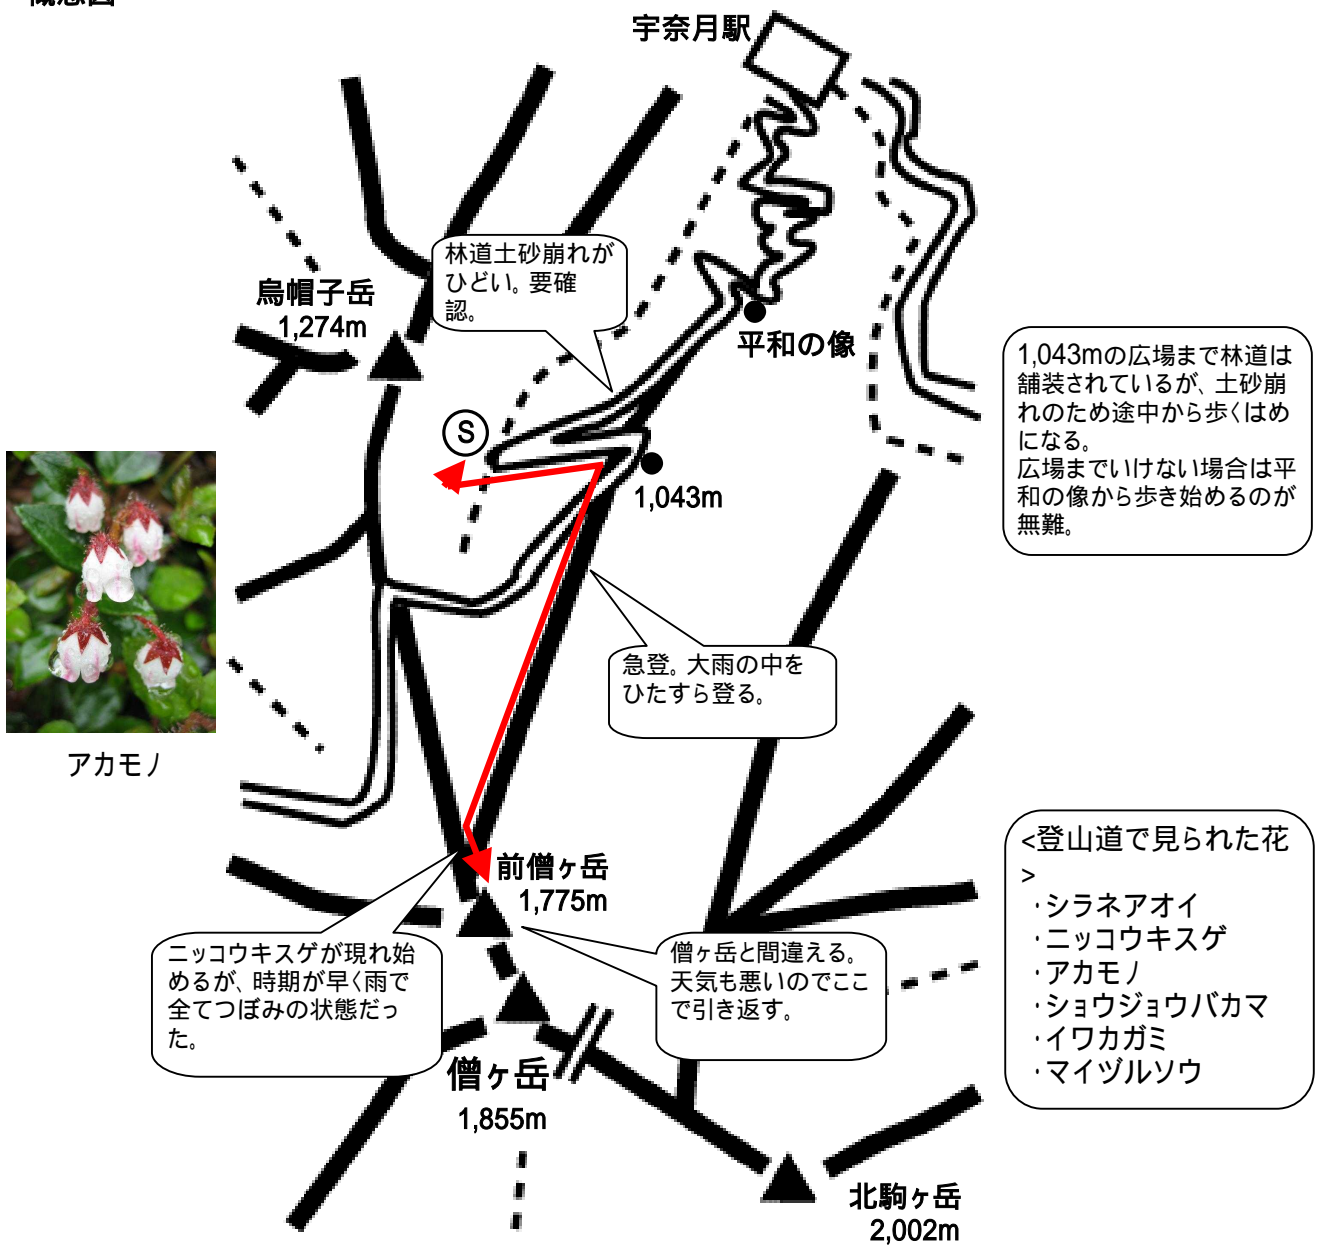 宇奈月駅
林道土砂崩れが
ひどい。要確
認。
烏帽子岳
1,274m
平和の像
1,043mの広場まで林道は
舗装されているが、土砂崩
れのため途中から歩くはめ
になる。
広場までいけない場合は平
和の像から歩き始めるのが
無難。
S
1,043m
急登。大雨の中を
ひたすら登る。
アカモノ
<登山道で見られた花
>
・シラネアオイ
・ニッコウキスゲ
・アカモノ
・ショウジョウバカマ
・イワカガミ
・マイヅルソウ
前僧ヶ岳
1,775m
ニッコウキスゲが現れ始
めるが、時期が早く雨で
全てつぼみの状態だっ
た。
僧ヶ岳と間違える。
天気も悪いのでここ
で引き返す。
僧ヶ岳
1,855m
北駒ヶ岳
2,002m